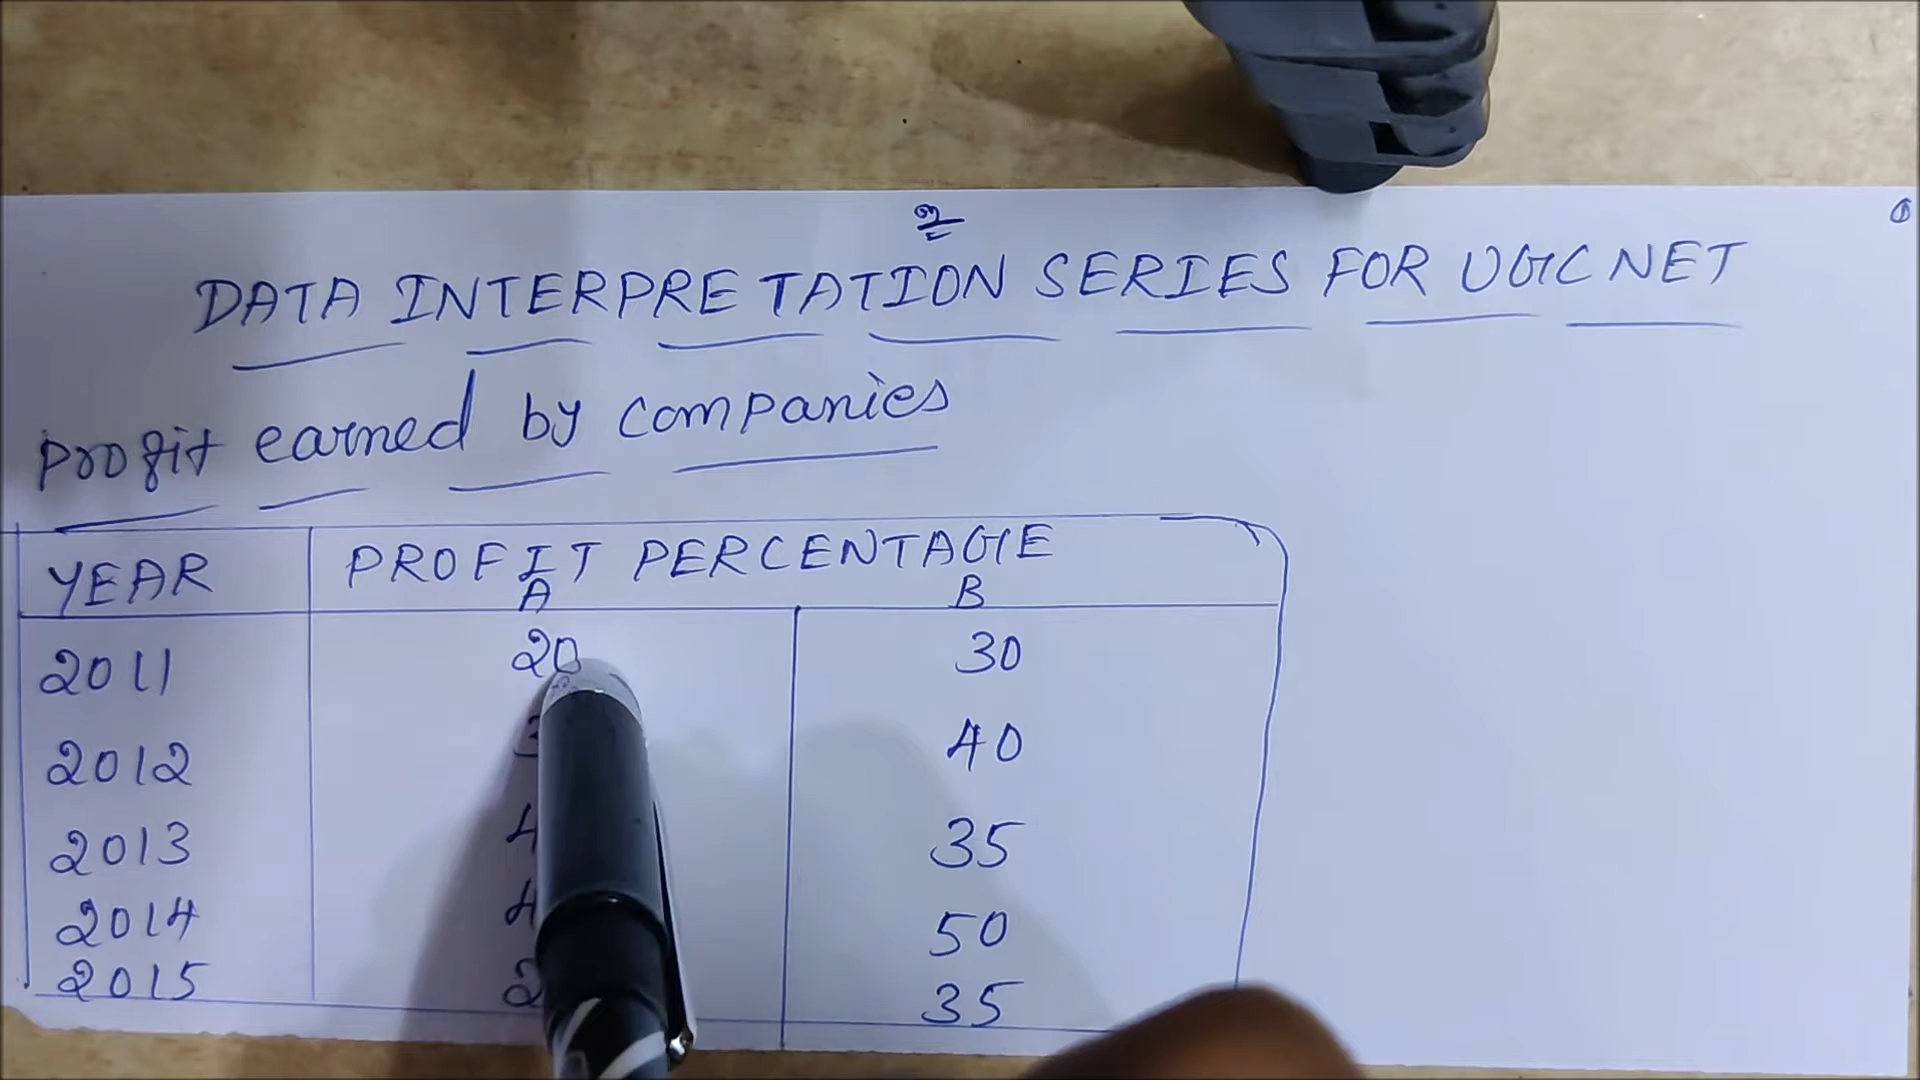 2
DATA INTERPRETATION SERIES FOR UGC NET
Profit earned by companies
YEAR PROFIT PERCENTAGE
A B
2011 20 30
2012 40
2013 35
2014 50
2015 35